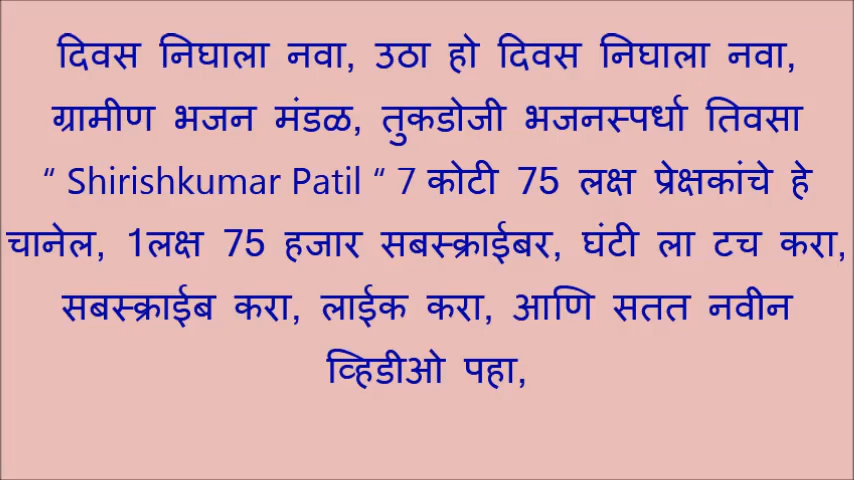 दिवस निघाला नवा, उठा हो दिवस निघाला नवा,
ग्रामीण भजन मंडळ, तुकडोजी भजनस्पर्धा तिवसा
“ Shirishkumar Patil “ 7 कोटी 75 लक्ष प्रेक्षकांचे हे
चानेल, 1लक्ष 75 हजार सबस्क्राईबर, घंटी ला टच करा,
सबस्क्राईब करा, लाईक करा, आणि सतत नवीन
व्हिडीओ पहा,